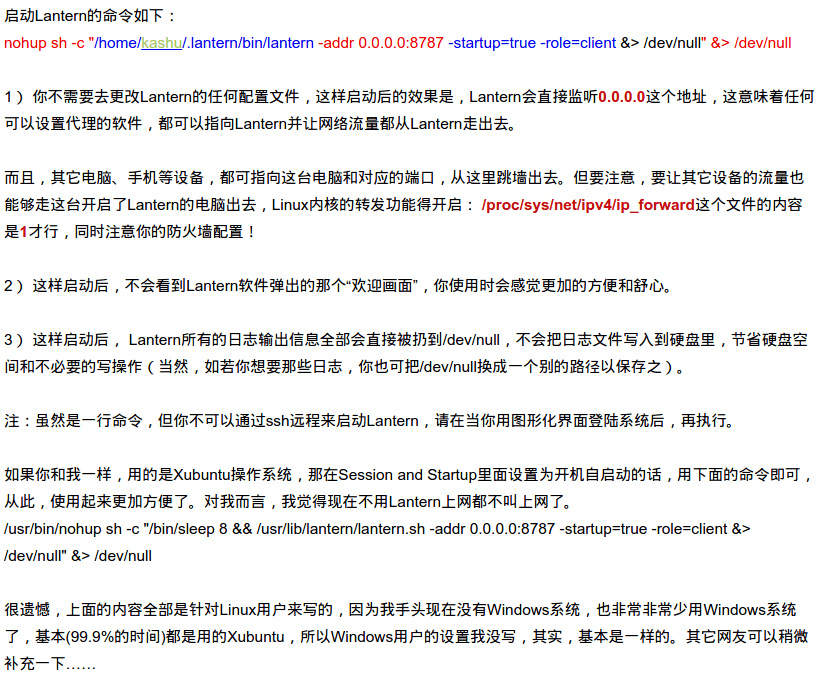 启动Lantern的命令如下：
nohup sh -c "/home/kashu/.lantern/bin/lantern -addr 0.0.0.0:8787 -startup=true -role=client &> /dev/null" &> /dev/null
1） 你不需要去更改Lantern的任何配置文件，这样启动后的效果是，Lantern会直接监听0.0.0.0这个地址，这意味着任何
可以设置代理的软件，都可以指向Lantern并让网络流量都从Lantern走出去。
而且，其它电脑、手机等设备，都可指向这台电脑和对应的端口，从这里跳墙出去。但要注意，要让其它设备的流量也
能够走这台开启了Lantern的电脑出去，Linux内核的转发功能得开启： /proc/sys/net/ipv4/ip_forward这个文件的内容
是1才行，同时注意你的防火墙配置！
2） 这样启动后，不会看到Lantern软件弹出的那个“欢迎画面”，你使用时会感觉更加的方便和舒心。
3） 这样启动后， Lantern所有的日志输出信息全部会直接被扔到/dev/null，不会把日志文件写入到硬盘里，节省硬盘空
间和不必要的写操作（当然，如若你想要那些日志，你也可把/dev/null换成一个别的路径以保存之）。
注：虽然是一行命令，但你不可以通过ssh远程来启动Lantern，请在当你用图形化界面登陆系统后，再执行。
如果你和我一样，用的是Xubuntu操作系统，那在Session and Startup里面设置为开机自启动的话，用下面的命令即可，
从此，使用起来更加方便了。对我而言，我觉得现在不用Lantern上网都不叫上网了。
/usr/bin/nohup sh -c "/bin/sleep 8 && /usr/lib/lantern/lantern.sh -addr 0.0.0.0:8787 -startup=true -role=client &>
/dev/null" &> /dev/null
很遗憾，上面的内容全部是针对Linux用户来写的，因为我手头现在没有Windows系统，也非常非常少用Windows系统
了，基本(99.9%的时间)都是用的Xubuntu，所以Windows用户的设置我没写，其实，基本是一样的。其它网友可以稍微
补充一下……